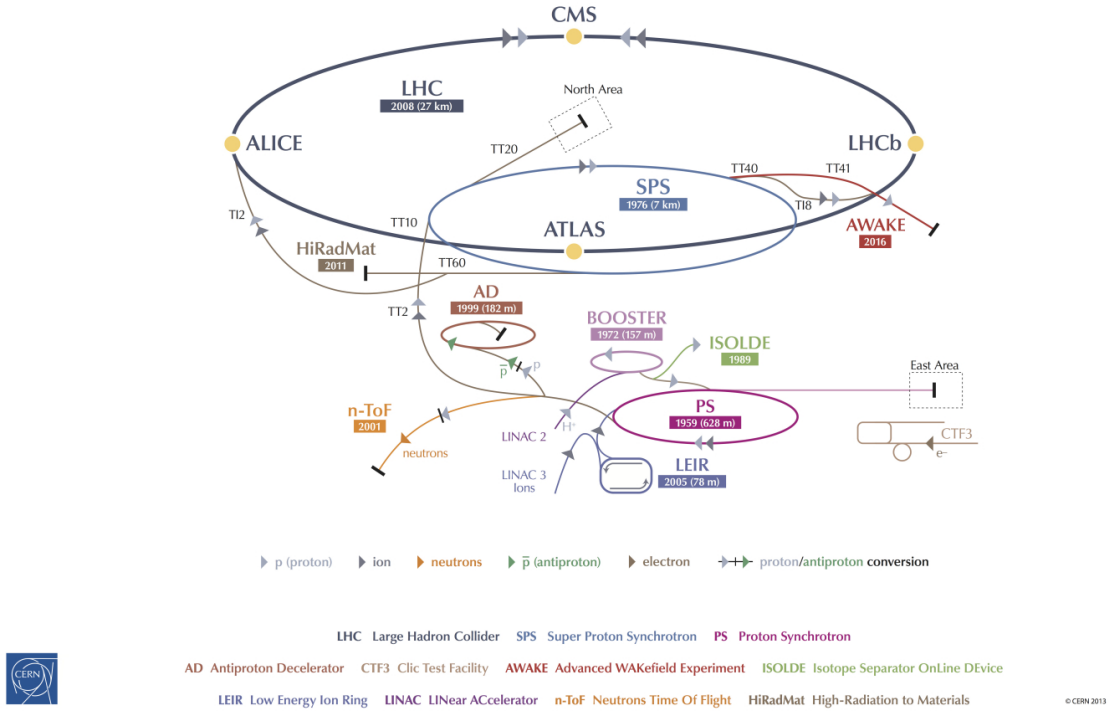 CMS
LHC
2008 (27 km)
North Area
ALICE
LHCb
TT20
TT40
TT41
SPS
1976 (7 km)
TI8
TI2
TT10
ATLAS
AWAKE
2016
HiRadMat
2011
TT60
AD
1999 (182 m)
TT2
BOOSTER
1972 (157 m)
ISOLDE
1989
p
p̅
East Area
n-ToF
2001
PS
1959 (628 m)
H⁺
LINAC 2
neutrons
CTF3
e⁻
LEIR
2005 (78 m)
LINAC 3
Ions
p (proton) ion neutrons p̅ (antiproton) electron proton/antiproton conversion
LHC Large Hadron Collider SPS Super Proton Synchrotron PS Proton Synchrotron
AD Antiproton Decelerator CTF3 Clic Test Facility AWAKE Advanced WAKefield Experiment ISOLDE Isotope Separator OnLine DEvice
LEIR Low Energy Ion Ring LINAC LINear ACcelerator n-ToF Neutrons Time Of Flight HiRadMat High-Radiation to Materials
CERN
© CERN 2013